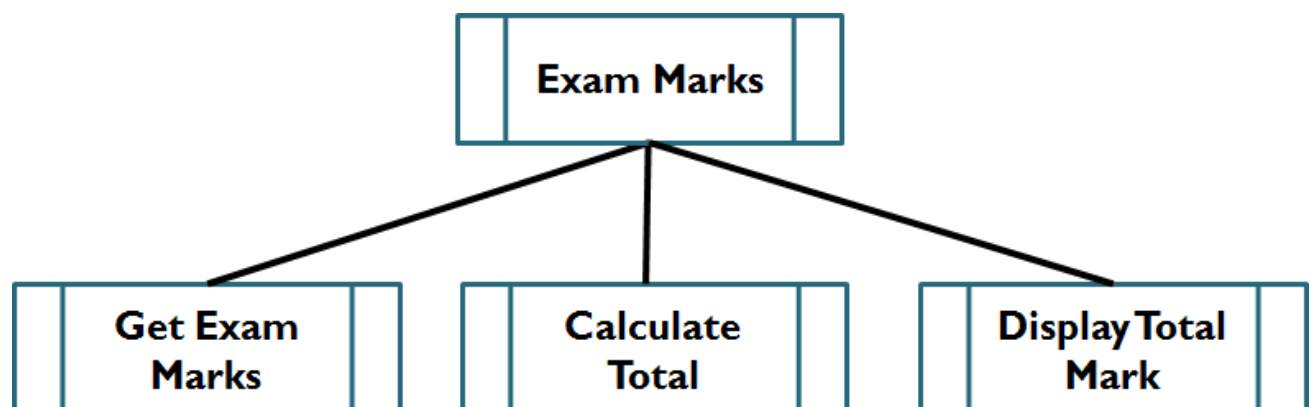 Exam Marks
Get Exam
Marks
Calculate
Total
Display Total
Mark